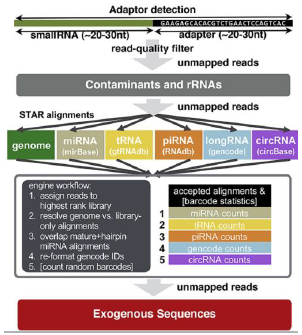 Adaptor detection
GAAGAGCACACGTCTGAACTCCAGTCAC
smallRNA (~20-30nt) adapter (~20-30nt)
read-quality filter
unmapped reads
Contaminants and rRNAs
unmapped reads
STAR alignments
genome miRNA (mirBase) tRNA (gtRNAdb) piRNA (RNAdb) longRNA (gencode) circRNA (circBase)
engine workflow:
1. assign reads to
highest rank library
2. resolve genome vs. library-
only alignments
3. overlap mature+hairpin
miRNA alignments
4. re-format gencode IDs
5. [count random barcodes]
accepted alignments &
[barcode statistics]
1 miRNA counts
2 tRNA counts
3 piRNA counts
4 gencode counts
5 circRNA counts
unmapped reads
Exogenous Sequences